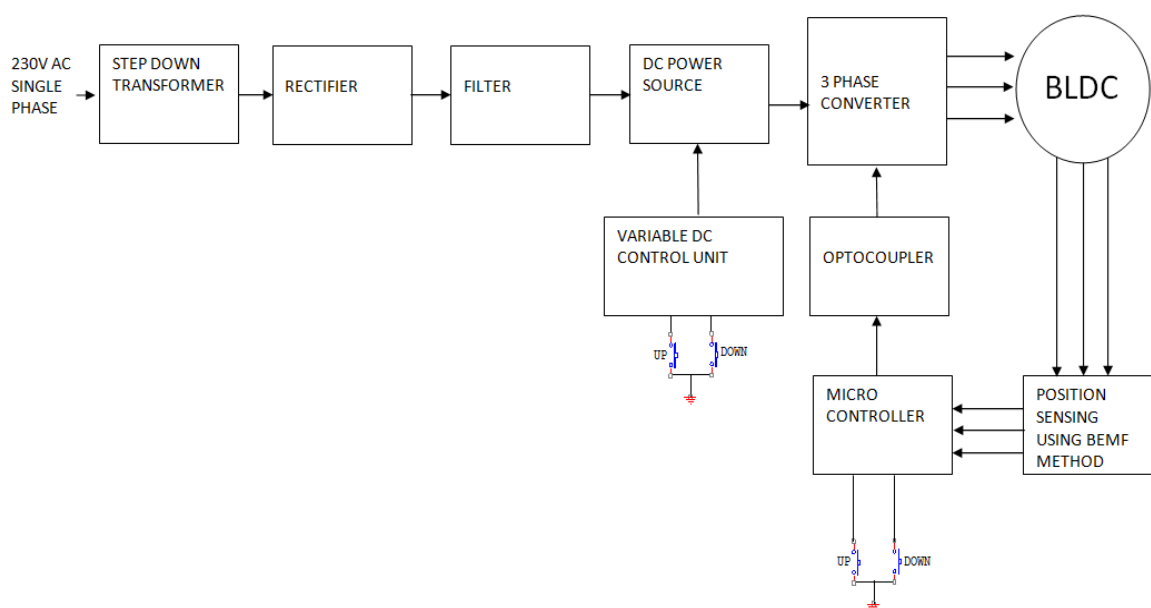 230V AC
SINGLE
PHASE
STEP DOWN
TRANSFORMER
RECTIFIER
FILTER
DC POWER
SOURCE
3 PHASE
CONVERTER
BLDC
VARIABLE DC
CONTROL UNIT
OPTOCOUPLER
UP
DOWN
MICRO
CONTROLLER
POSITION
SENSING
USING BEMF
METHOD
UP
DOWN